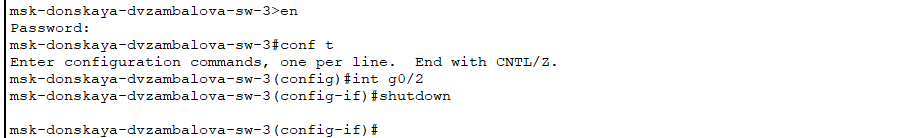 msk-donskaya-dvzambalova-sw-3>en
Password:
msk-donskaya-dvzambalova-sw-3#conf t
Enter configuration commands, one per line.  End with CNTL/Z.
msk-donskaya-dvzambalova-sw-3(config)#int g0/2
msk-donskaya-dvzambalova-sw-3(config-if)#shutdown
msk-donskaya-dvzambalova-sw-3(config-if)#